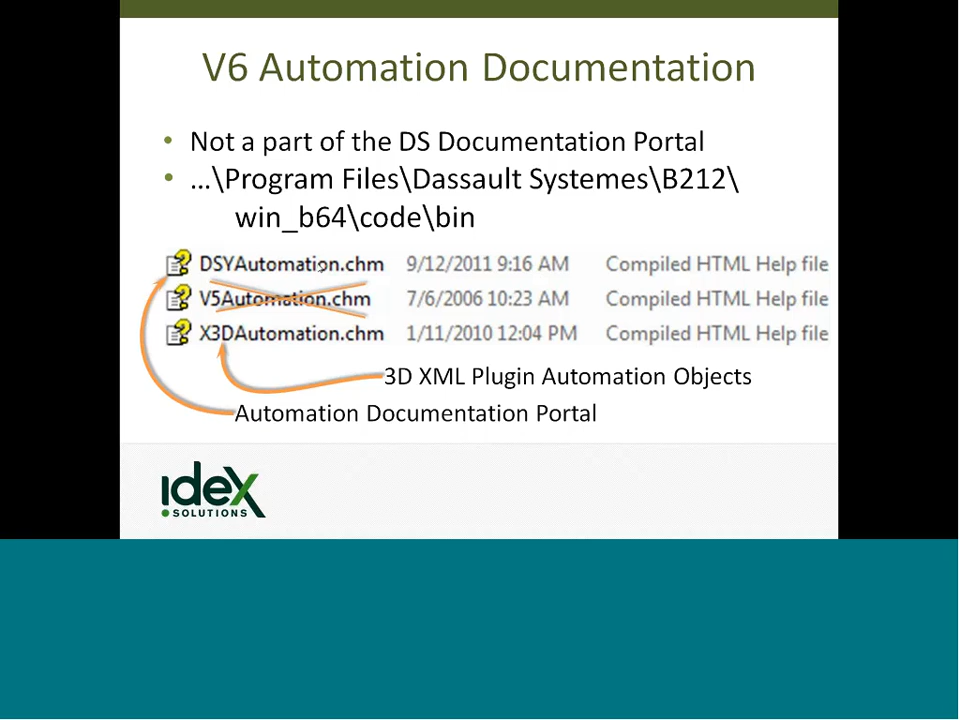 V6 Automation Documentation
• Not a part of the DS Documentation Portal
• …\Program Files\Dassault Systemes\B212\
win_b64\code\bin
DSYAutomation.chm 9/12/2011 9:16 AM Compiled HTML Help file
V5Automation.chm 7/6/2006 10:23 AM Compiled HTML Help file
X3DAutomation.chm 1/11/2010 12:04 PM Compiled HTML Help file
3D XML Plugin Automation Objects
Automation Documentation Portal
ideX
SOLUTIONS